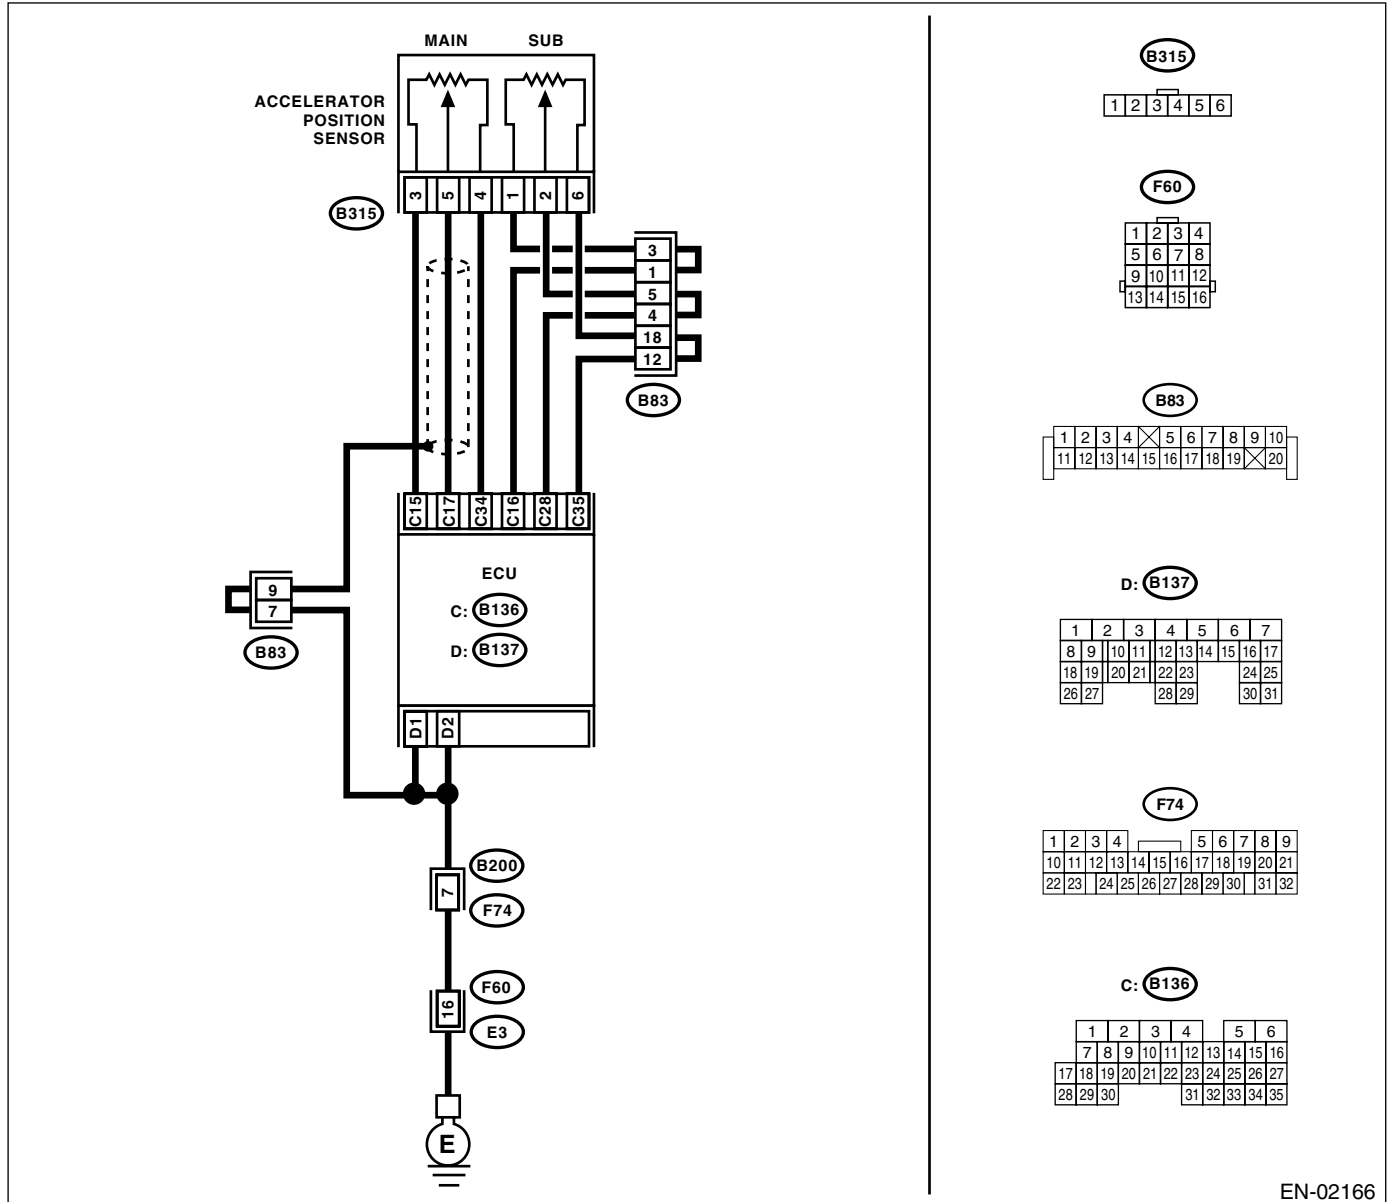 MAIN SUB
ACCELERATOR
POSITION
SENSOR
3 5 4 1 2 6
B315
3
1
5
4
18
12
B83
C15 C17 C34 C16 C28 C35
ECU
C: B136
D: B137
9
7
B83
D1 D2
B200
7
F74
F60
16
E3
E
B315
1 2 3 4 5 6
F60
1 2 3 4
5 6 7 8
9 10 11 12
13 14 15 16
B83
1 2 3 4 5 6 7 8 9 10
11 12 13 14 15 16 17 18 19 20
D: B137
1 2 3 4 5 6 7
8 9 10 11 12 13 14 15 16 17
18 19 20 21 22 23 24 25
26 27 28 29 30 31
F74
1 2 3 4 5 6 7 8 9
10 11 12 13 14 15 16 17 18 19 20 21
22 23 24 25 26 27 28 29 30 31 32
C: B136
1 2 3 4 5 6
7 8 9 10 11 12 13 14 15 16
17 18 19 20 21 22 23 24 25 26 27
28 29 30 31 32 33 34 35
EN-02166